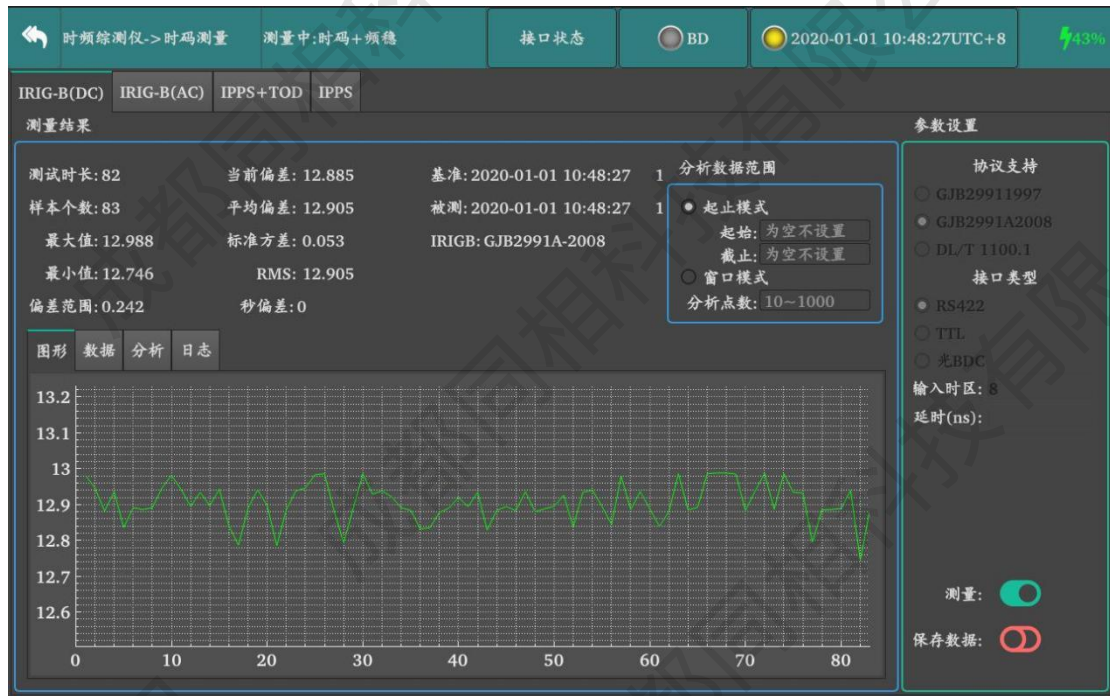 时频综测仪->时码测量 测量中:时码+频稳 接口状态 BD 2020-01-01 10:48:27UTC+8 43%
IRIG-B(DC) IRIG-B(AC) IPPS+TOD IPPS
测量结果
测试时长:82 当前偏差:12.885 基准:2020-01-01 10:48:27 1
样本个数:83 平均偏差:12.905 被测:2020-01-01 10:48:27 1
最大值:12.988 标准方差:0.053 IRIGB:GJB2991A-2008
最小值:12.746 RMS:12.905
偏差范围:0.242 秒偏差:0
分析数据范围
起止模式
起始:为空不设置
截止:为空不设置
窗口模式
分析点数:10~1000
图形 数据 分析 日志
13.2
13.1
13
12.9
12.8
12.7
12.6
0 10 20 30 40 50 60 70 80
参数设置
协议支持
GJB29911997
GJB2991A2008
DL/T 1100.1
接口类型
RS422
TTL
光BDC
输入时区:8
延时(ns):
测量:
保存数据:
成都同相科技有限公